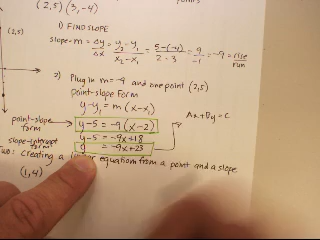 (2,5) (3,-4)
points
1) FIND SLOPE
(2,5)
slope-m = Δy/Δx = y₂-y₁/x₂-x₁ = 5-(-4)/2-3 = 9/-1 = -9 = rise/run
2) Plug in m=-9 and one point (2,5)
point-slope form
y-y₁ = m(x-x₁)
point-slope form
y-5 = -9(x-2)
Ax+By=C
y-5 = -9x+18
slope-intercept form
y = -9x+23
Two: Creating a linear equation from a point and a slope
(1,4)